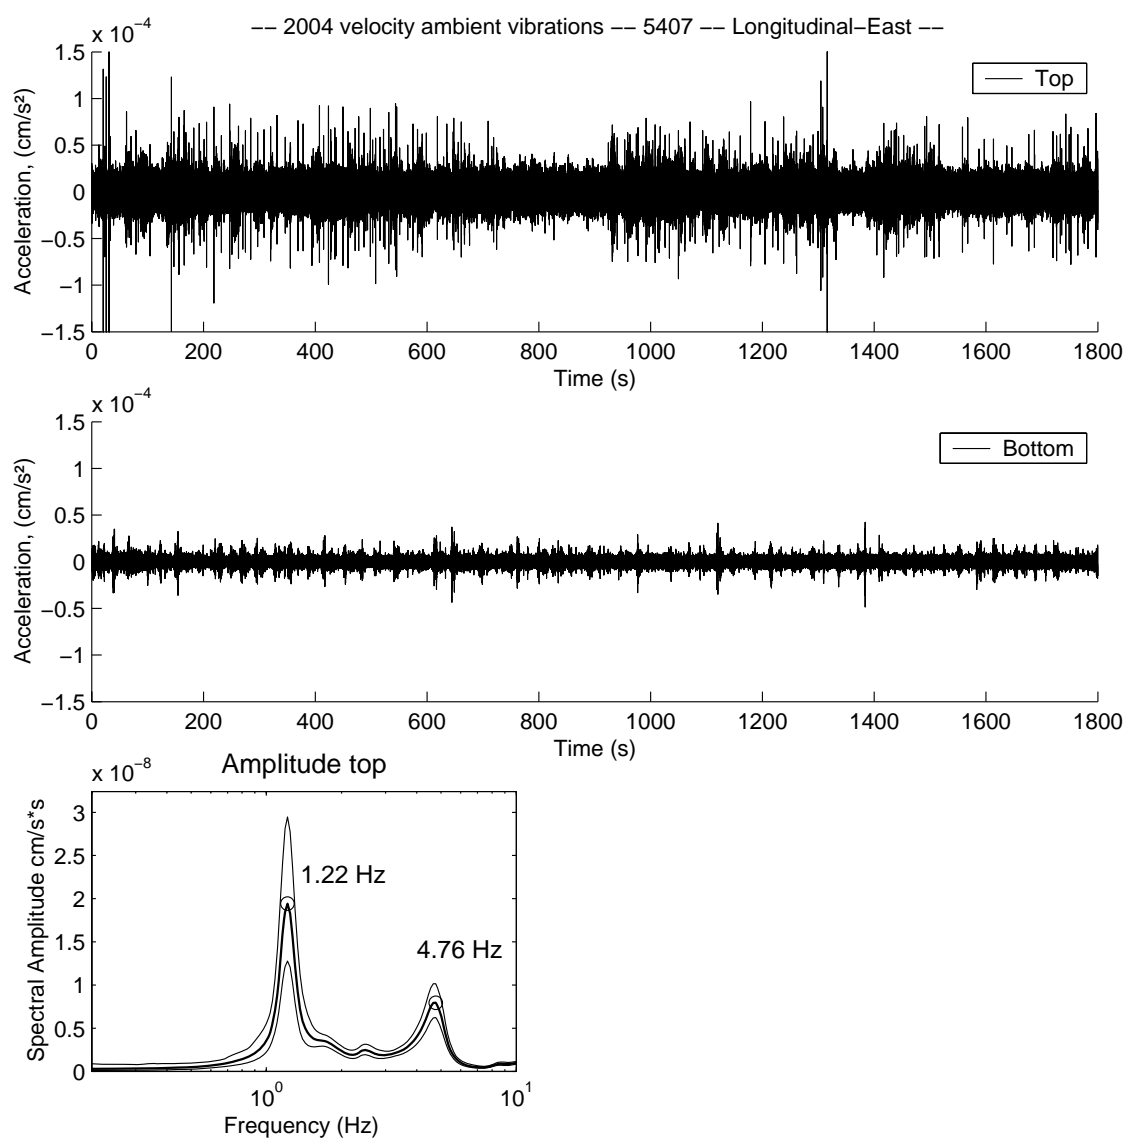 −− 2004 velocity ambient vibrations −− 5407 −− Longitudinal−East −−
x 10⁻⁴
1.5
1
0.5
0
−0.5
−1
−1.5
Acceleration, (cm/s²)
Top
0 200 400 600 800 1000 1200 1400 1600 1800
Time (s)
x 10⁻⁴
1.5
1
0.5
0
−0.5
−1
−1.5
Acceleration, (cm/s²)
Bottom
0 200 400 600 800 1000 1200 1400 1600 1800
Time (s)
Amplitude top
x 10⁻⁸
3
2.5
2
1.5
1
0.5
0
Spectral Amplitude cm/s*s
1.22 Hz
4.76 Hz
10⁰ 10¹
Frequency (Hz)